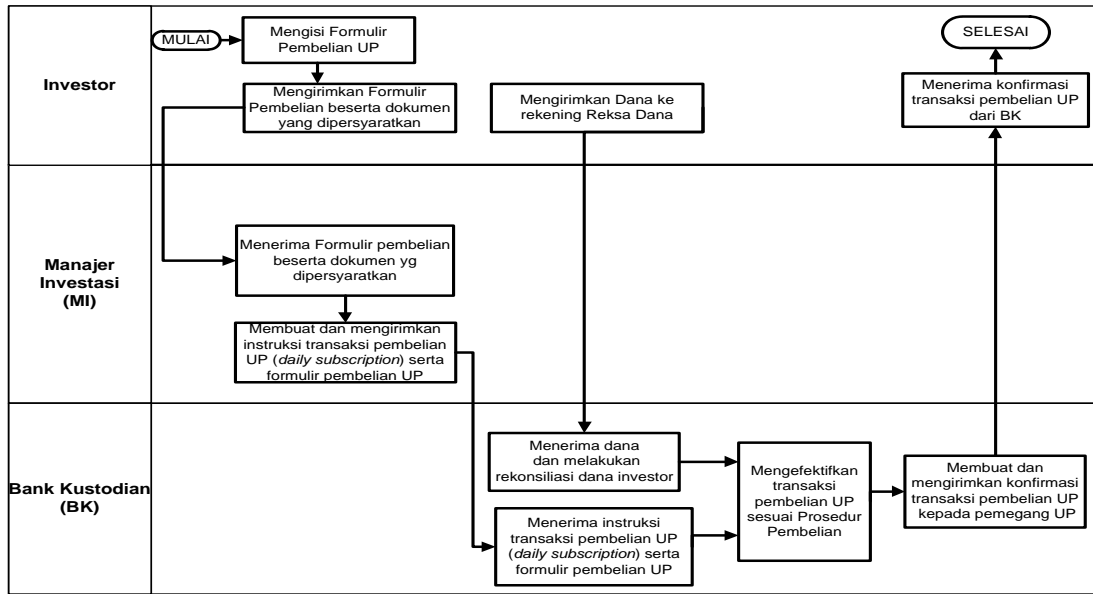 MULAI
Mengisi Formulir
Pembelian UP
SELESAI
Investor
Mengirimkan Formulir
Pembelian beserta dokumen
yang dipersyaratkan
Mengirimkan Dana ke
rekening Reksa Dana
Menerima konfirmasi
transaksi pembelian UP
dari BK
Manajer
Investasi
(MI)
Menerima Formulir pembelian
beserta dokumen yg
dipersyaratkan
Membuat dan mengirimkan
instruksi transaksi pembelian
UP (daily subscription) serta
formulir pembelian UP
Bank Kustodian
(BK)
Menerima dana
dan melakukan
rekonsiliasi dana investor
Menerima instruksi
transaksi pembelian UP
(daily subscription) serta
formulir pembelian UP
Mengefektifkan
transaksi
pembelian UP
sesuai Prosedur
Pembelian
Membuat dan
mengirimkan konfirmasi
transaksi pembelian UP
kepada pemegang UP